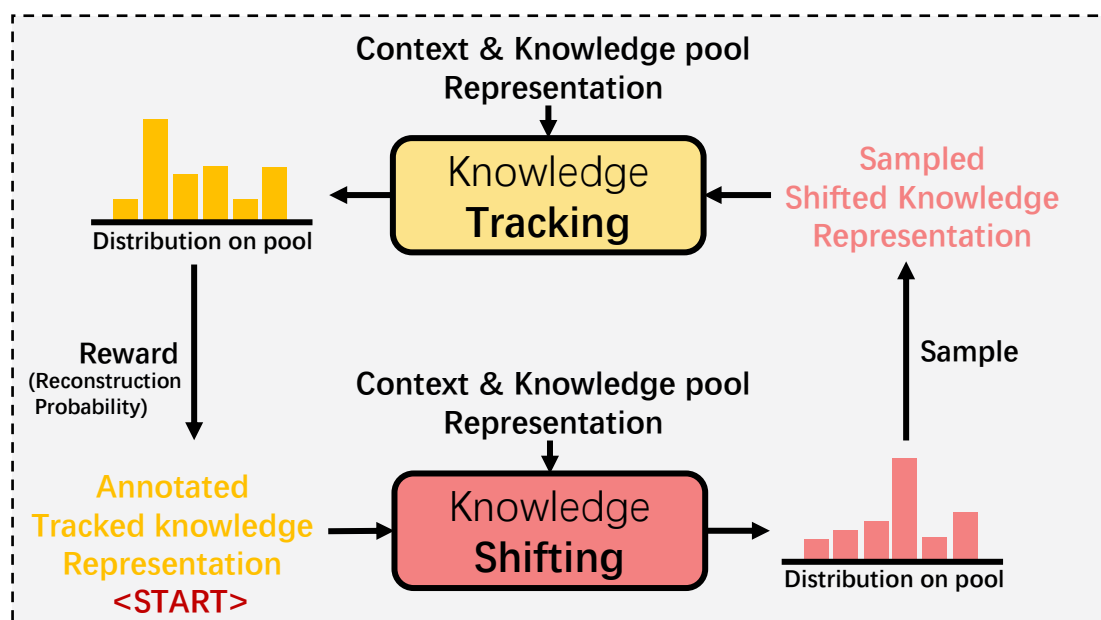 Context & Knowledge pool
Representation
Knowledge
Tracking
Sampled
Shifted Knowledge
Representation
Distribution on pool
Reward
(Reconstruction
Probability)
Sample
Context & Knowledge pool
Representation
Annotated
Tracked knowledge
Representation
<START>
Knowledge
Shifting
Distribution on pool